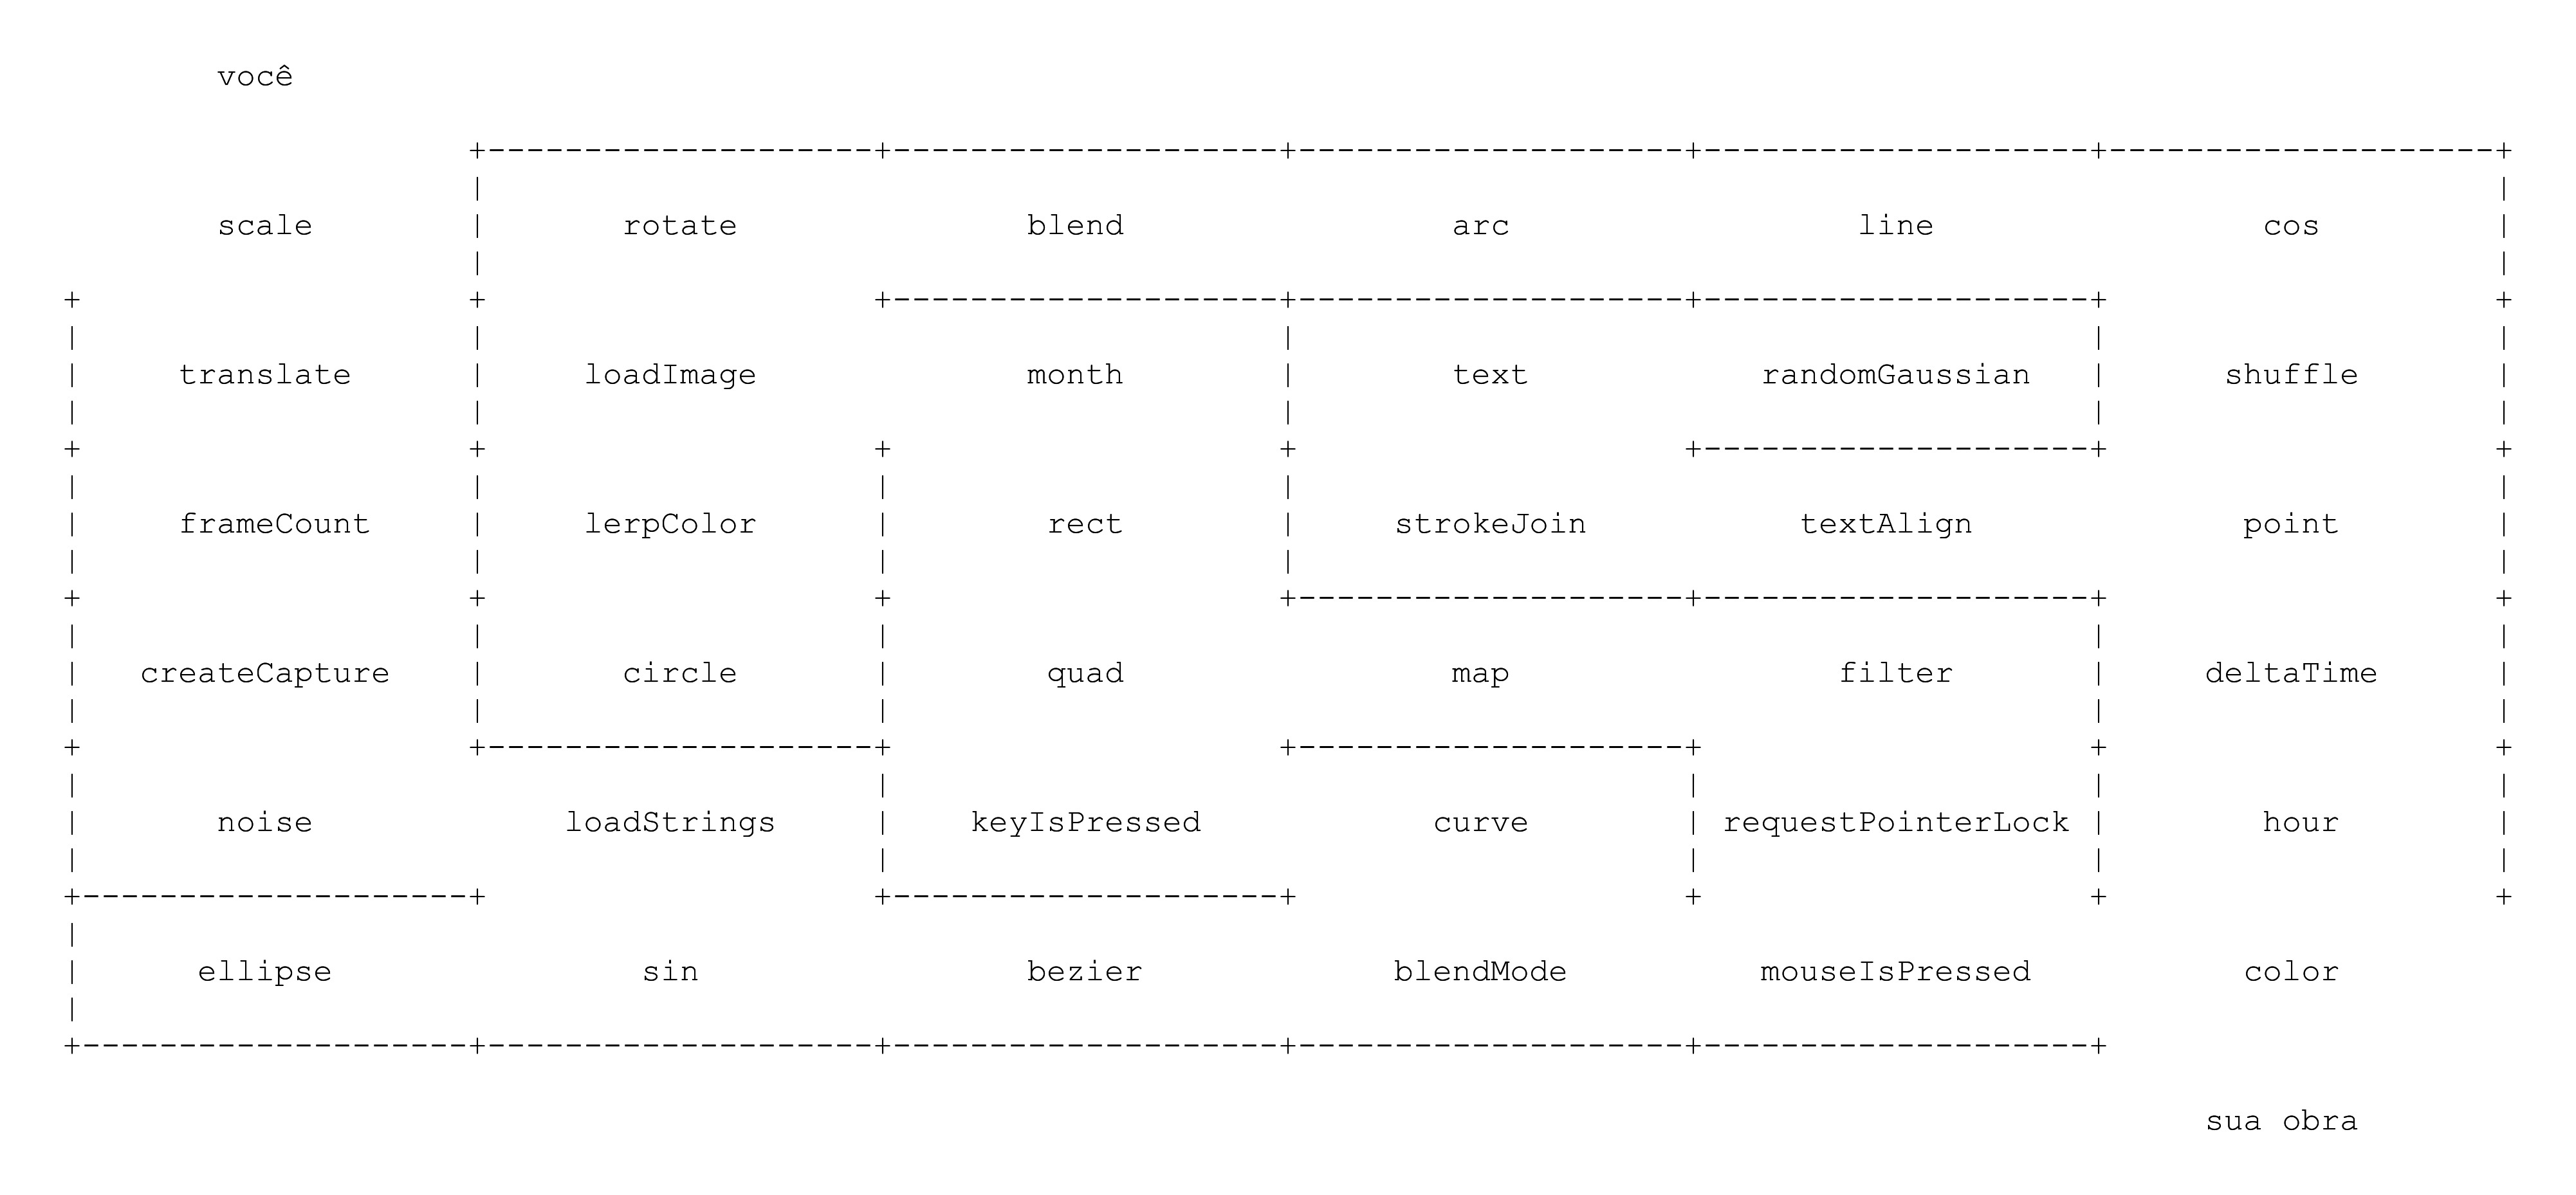 você
scale rotate blend arc line cos
translate loadImage month text randomGaussian shuffle
frameCount lerpColor rect strokeJoin textAlign point
createCapture circle quad map filter deltaTime
noise loadStrings keyIsPressed curve requestPointerLock hour
ellipse sin bezier blendMode mouseIsPressed color
sua obra